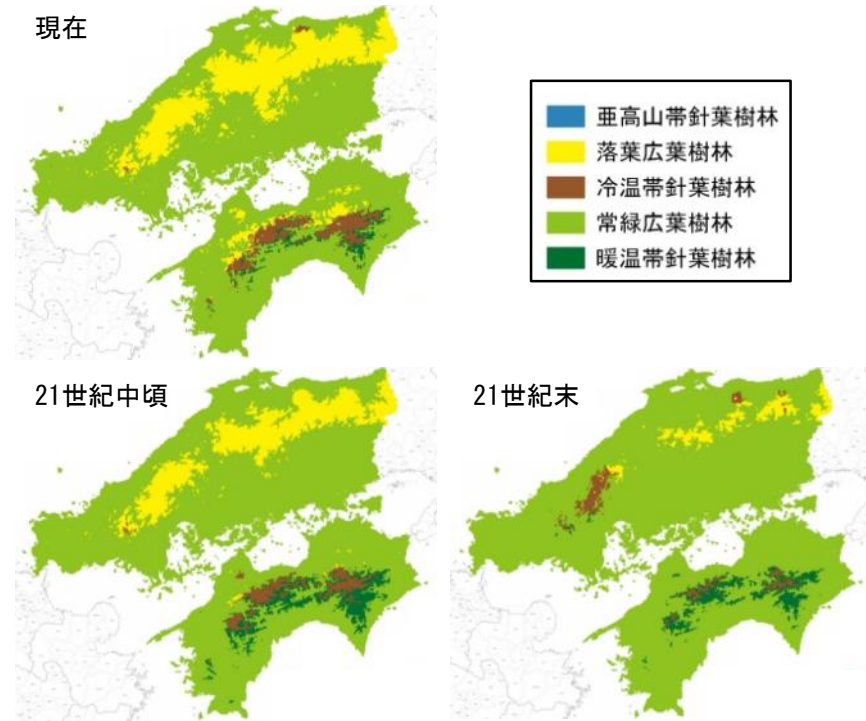 現在
亜高山帯針葉樹林
落葉広葉樹林
冷温帯針葉樹林
常緑広葉樹林
暖温帯針葉樹林
21世紀中頃
21世紀末